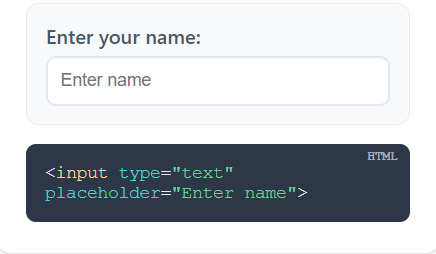 Enter your name:
Enter name
HTML
<input type="text"
placeholder="Enter name">